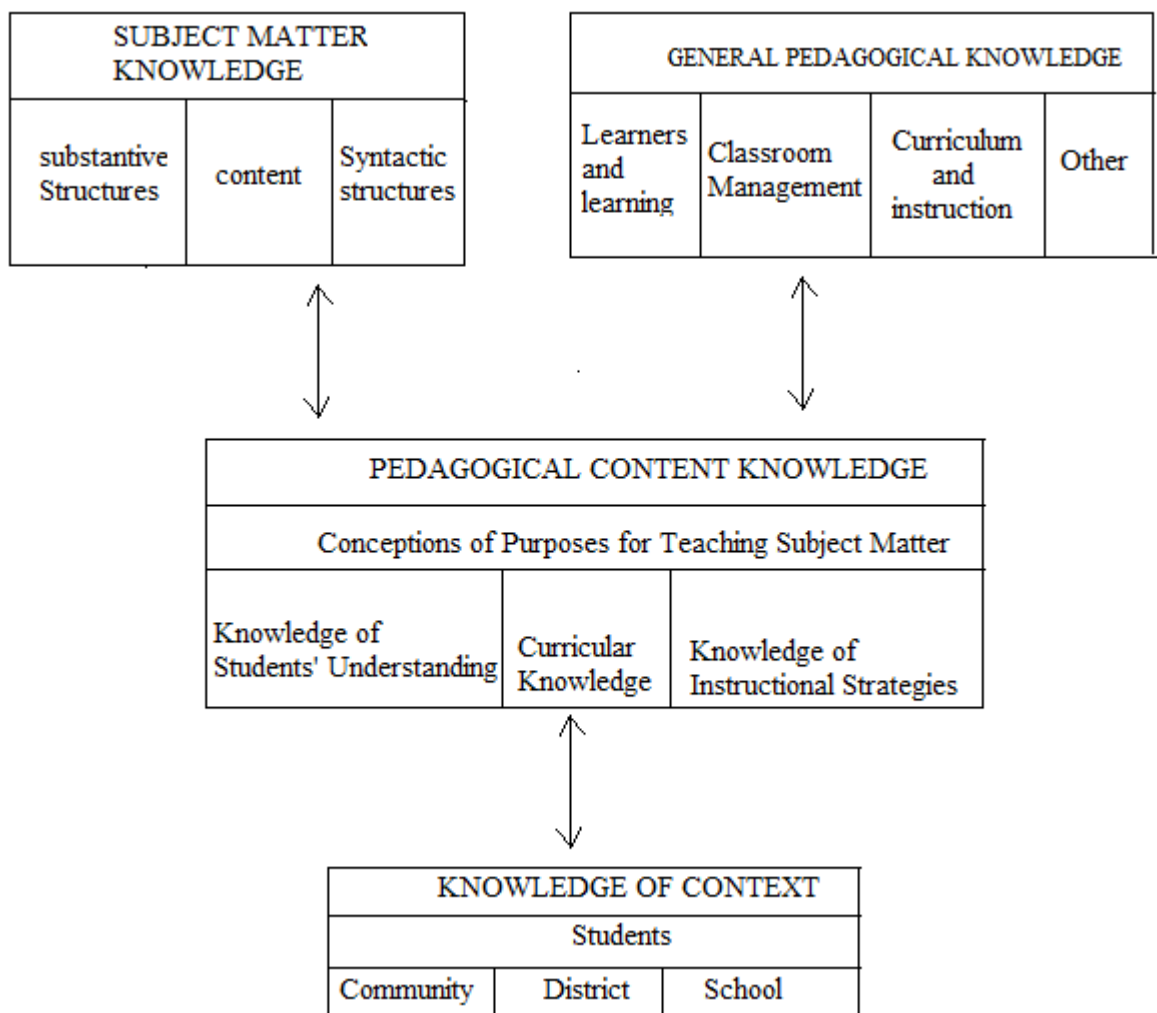 SUBJECT MATTER
KNOWLEDGE
substantive
Structures
content
Syntactic
structures
GENERAL PEDAGOGICAL KNOWLEDGE
Learners
and
learning
Classroom
Management
Curriculum
and
instruction
Other
PEDAGOGICAL CONTENT KNOWLEDGE
Conceptions of Purposes for Teaching Subject Matter
Knowledge of
Students' Understanding
Curricular
Knowledge
Knowledge of
Instructional Strategies
KNOWLEDGE OF CONTEXT
Students
Community
District
School